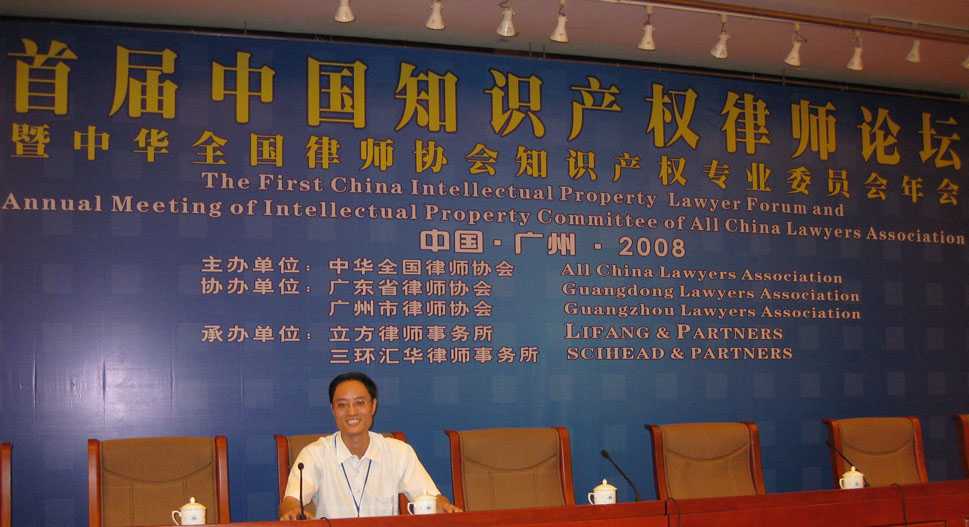 首届中国知识产权律师论坛
暨中华全国律师协会知识产权专业委员会年会
The First China Intellectual Property Lawyer Forum and
Annual Meeting of Intellectual Property Committee of All China Lawyers Association
中国·广州·2008
主办单位：中华全国律师协会 All China Lawyers Association
协办单位：广东省律师协会 Guangdong Lawyers Association
广州市律师协会 Guangzhou Lawyers Association
承办单位：立方律师事务所 LIFANG & PARTNERS
三环汇华律师事务所 SCIHEAD & PARTNERS